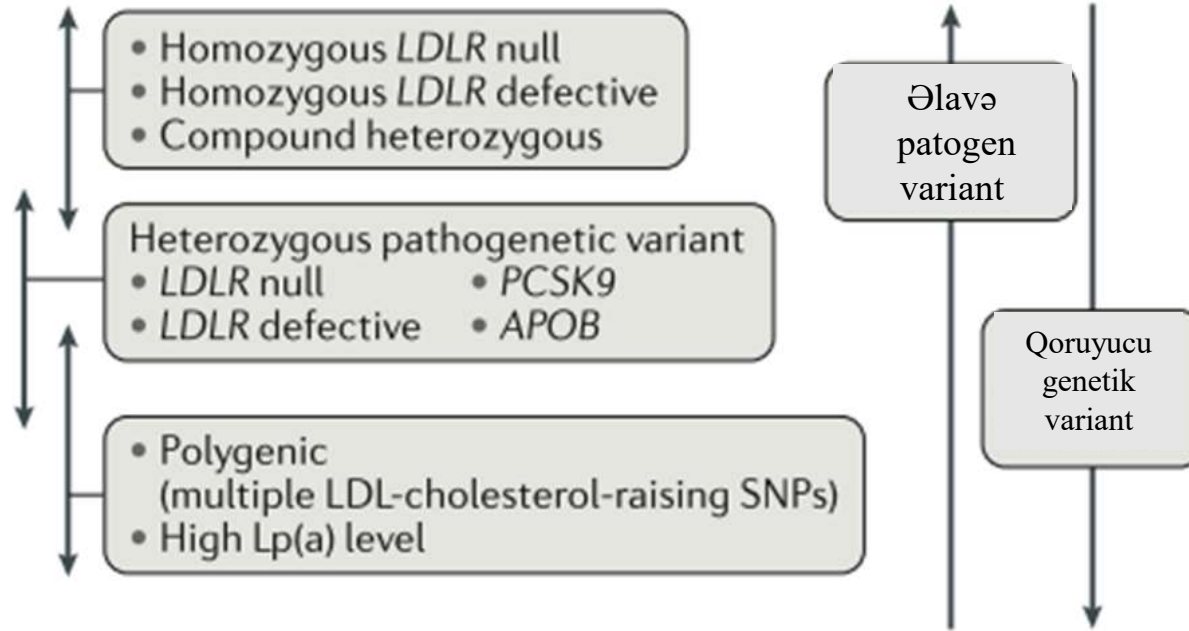 • Homozygous LDLR null
• Homozygous LDLR defective
• Compound heterozygous
Heterozygous pathogenetic variant
• LDLR null • PCSK9
• LDLR defective • APOB
• Polygenic
(multiple LDL-cholesterol-raising SNPs)
• High Lp(a) level
Əlavə
patogen
variant
Qoruyucu
genetik
variant